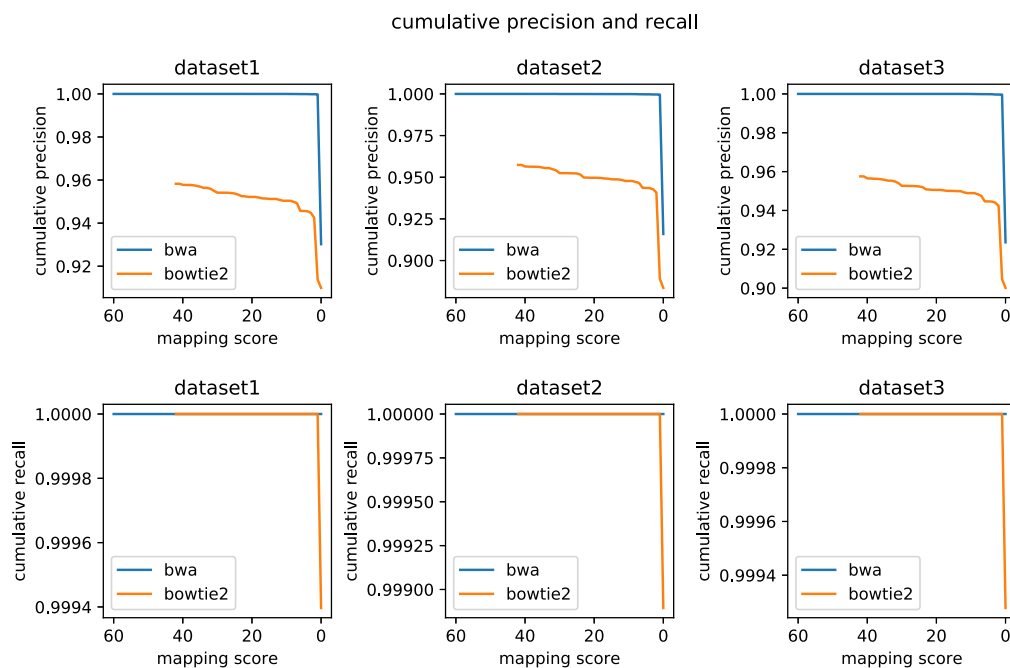 cumulative precision and recall
dataset1
cumulative precision
1.00
0.98
0.96
0.94
0.92
bwa
bowtie2
60 40 20 0
mapping score
dataset2
cumulative precision
1.000
0.975
0.950
0.925
0.900
bwa
bowtie2
60 40 20 0
mapping score
dataset3
cumulative precision
1.00
0.98
0.96
0.94
0.92
0.90
bwa
bowtie2
60 40 20 0
mapping score
dataset1
cumulative recall
1.0000
0.9998
0.9996
0.9994
bwa
bowtie2
60 40 20 0
mapping score
dataset2
cumulative recall
1.00000
0.99975
0.99950
0.99925
0.99900
bwa
bowtie2
60 40 20 0
mapping score
dataset3
cumulative recall
1.0000
0.9998
0.9996
0.9994
bwa
bowtie2
60 40 20 0
mapping score